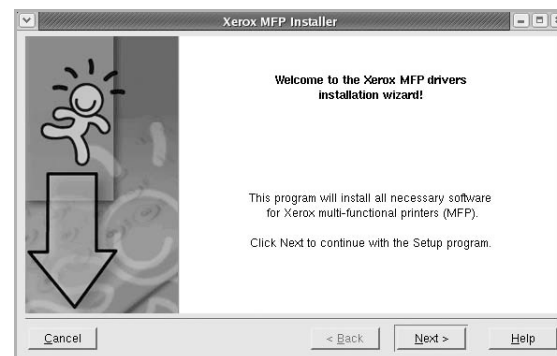 Xerox MFP Installer
Welcome to the Xerox MFP drivers
installation wizard!
This program will install all necessary software
for Xerox multi-functional printers (MFP).
Click Next to continue with the Setup program.
Cancel
< Back
Next >
Help